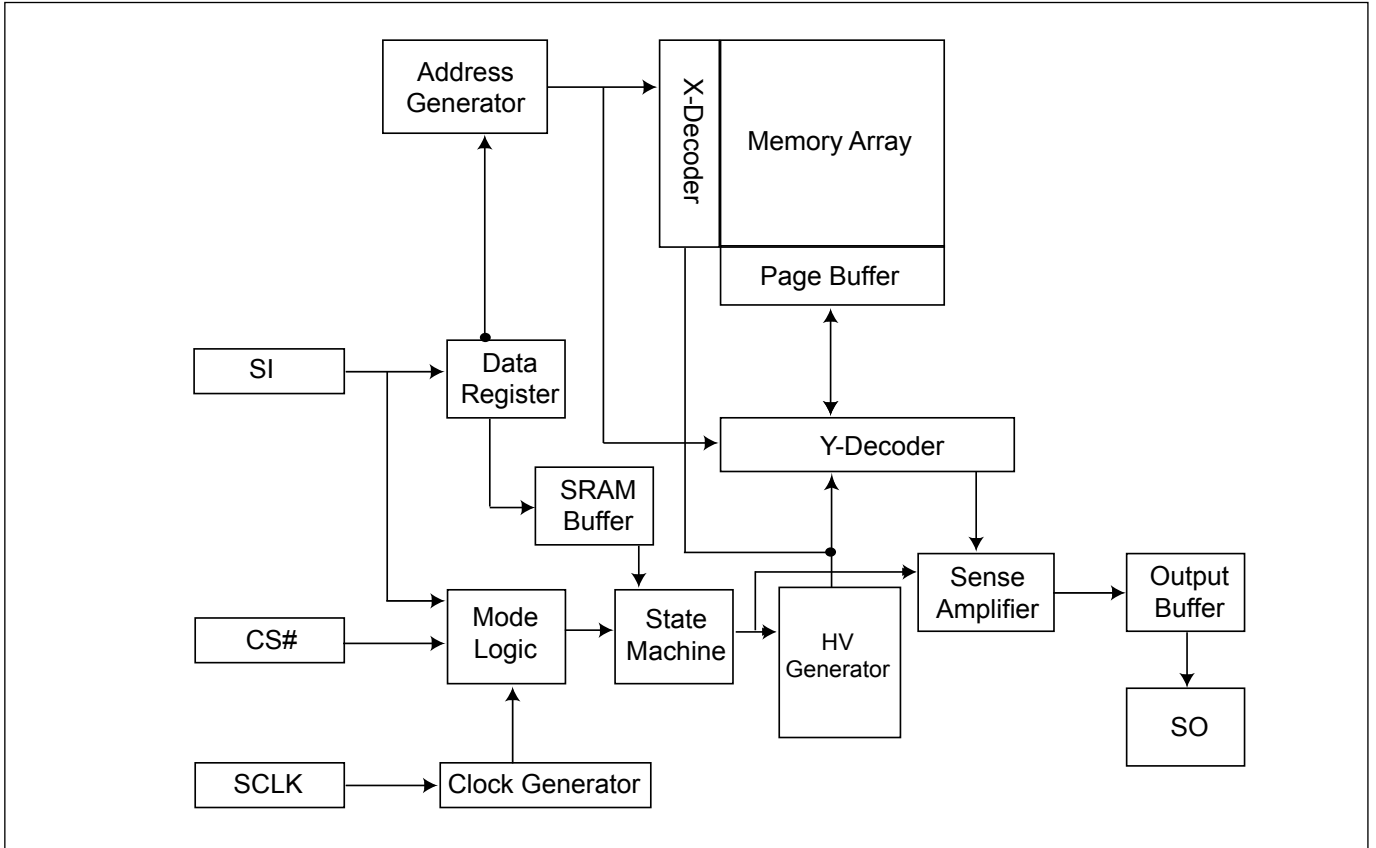 Address
Generator
X-Decoder
Memory Array
Page Buffer
SI
Data
Register
Y-Decoder
SRAM
Buffer
Sense
Amplifier
Output
Buffer
CS#
Mode
Logic
State
Machine
HV
Generator
SO
SCLK
Clock Generator